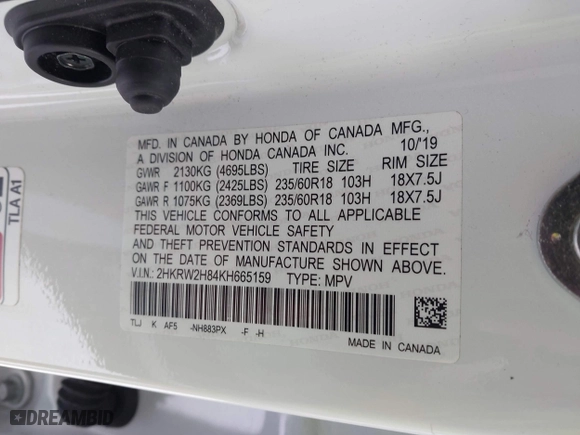 MFD. IN CANADA BY HONDA OF CANADA MFG.,
A DIVISION OF HONDA CANADA INC. 10/19
GVWR 2130KG (4695LBS) TIRE SIZE RIM SIZE
GAWR F 1100KG (2425LBS) 235/60R18 103H 18X7.5J
GAWR R 1075KG (2369LBS) 235/60R18 103H 18X7.5J
THIS VEHICLE CONFORMS TO ALL APPLICABLE
FEDERAL MOTOR VEHICLE SAFETY
AND THEFT PREVENTION STANDARDS IN EFFECT
ON THE DATE OF MANUFACTURE SHOWN ABOVE.
V.I.N.: 2HKRW2H84KH665159 TYPE: MPV
TLJ K AF5 -NH883PX -F -H
MADE IN CANADA
TLA A1
DREAMBID